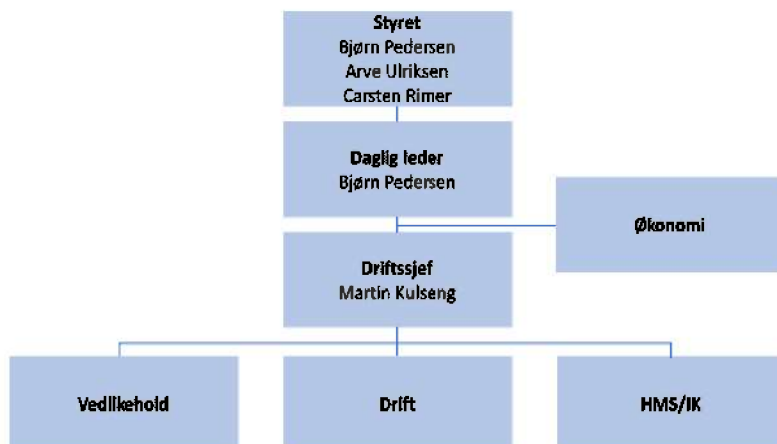 Styret
Bjørn Pedersen
Arve Ulriksen
Carsten Rimer
Daglig leder
Bjørn Pedersen
Økonomi
Driftssjef
Martin Kulseng
Vedlikehold
Drift
HMS/IK